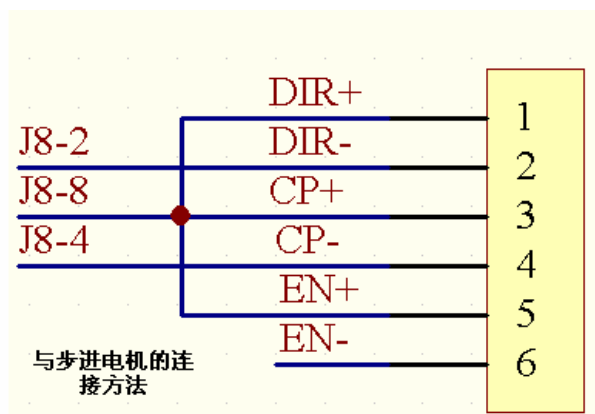 DIR+
1
J8-2 DIR- 2
J8-8 CP+ 3
J8-4 CP- 4
EN+ 5
EN- 6
与步进电机的连
接方法